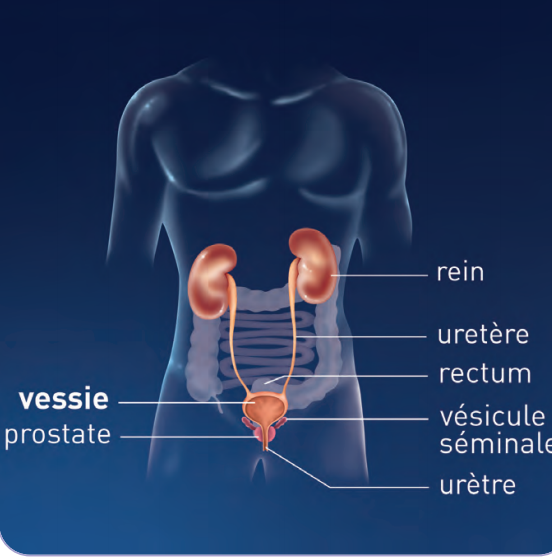 rein
uretère
rectum
vessie
prostate
vésicule
séminale
urètre